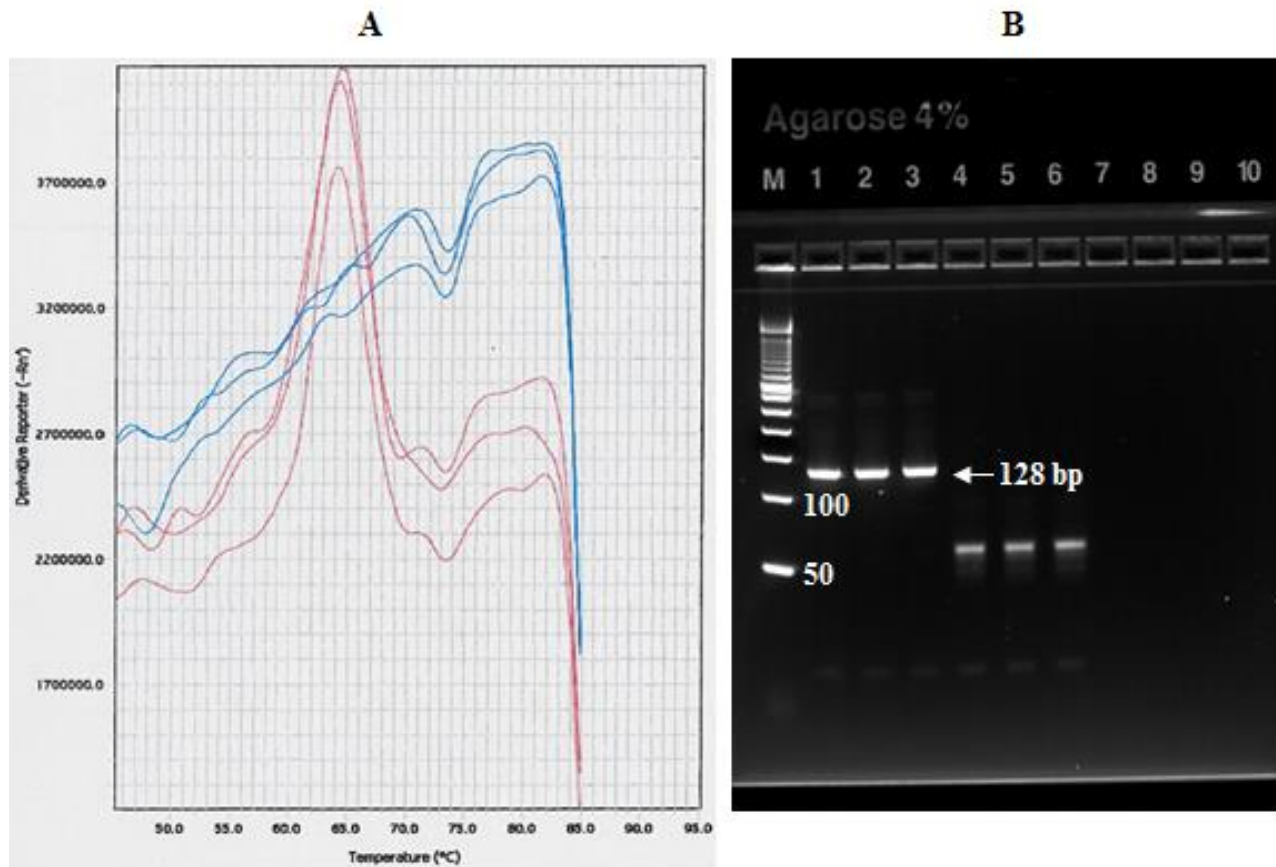 A
B
3700000.0
3200000.0
2700000.0
2200000.0
1700000.0
Derivative Reporter (-Rn')
50.0 55.0 60.0 65.0 70.0 75.0 80.0 85.0 90.0 95.0
Temperature (°C)
Agarose 4%
M 1 2 3 4 5 6 7 8 9 10
128 bp
100
50